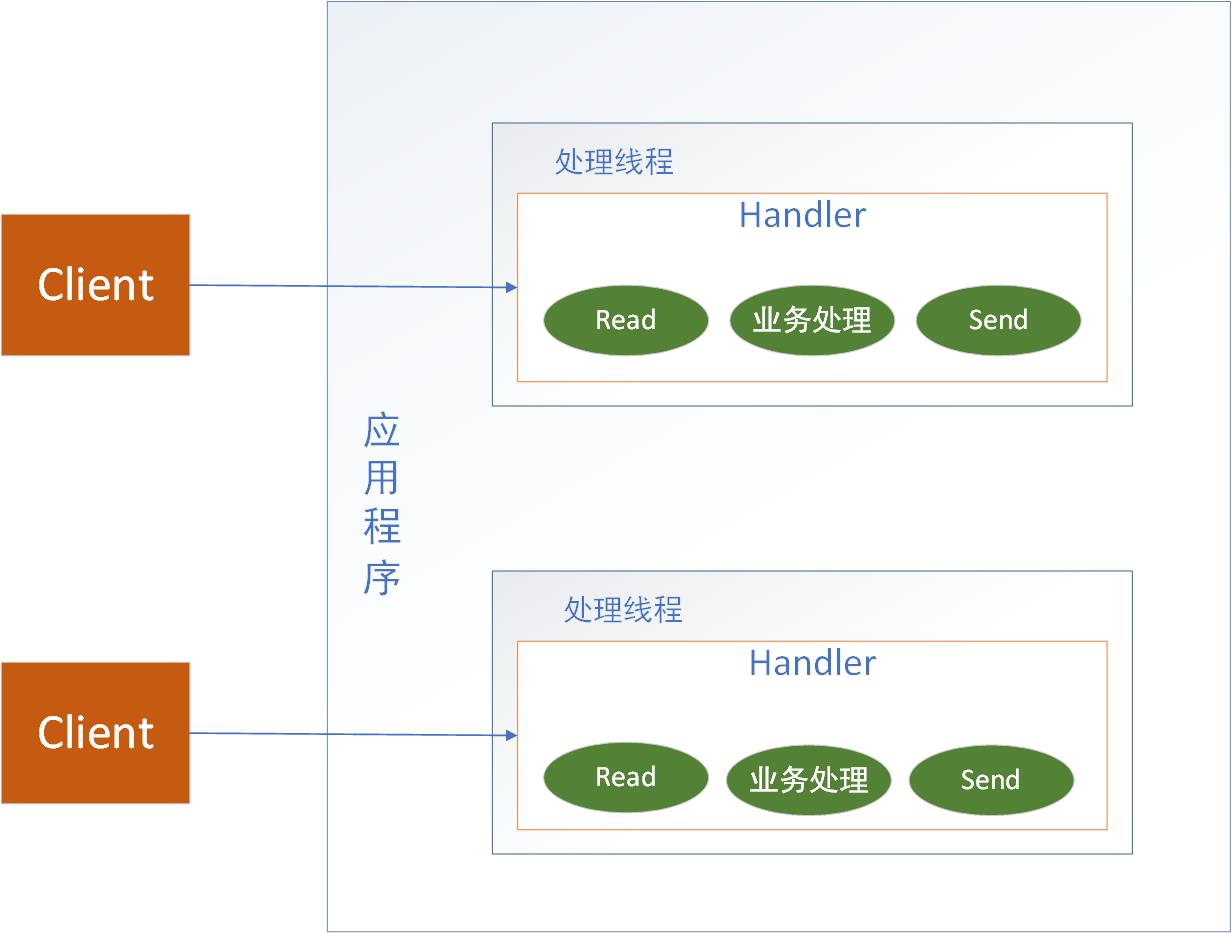 处理线程
Handler
Client
Read
业务处理
Send
应
用
程
序
处理线程
Handler
Client
Read
业务处理
Send